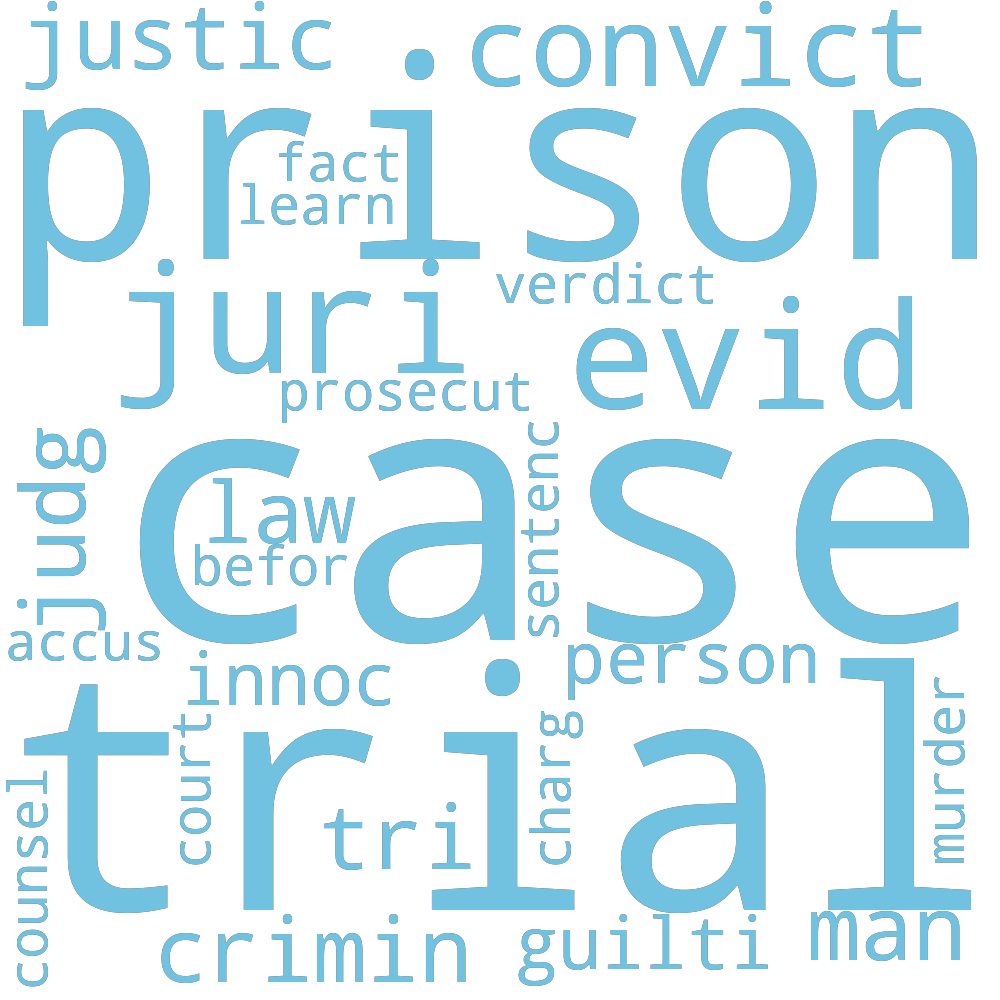 justic
convict
prison
fact
learn
juri
verdict
evid
prosecut
judg
case
law
befor
sentenc
accus
innoc
person
trial
court
charg
murder
counsel
tri
crimin
guilti
man